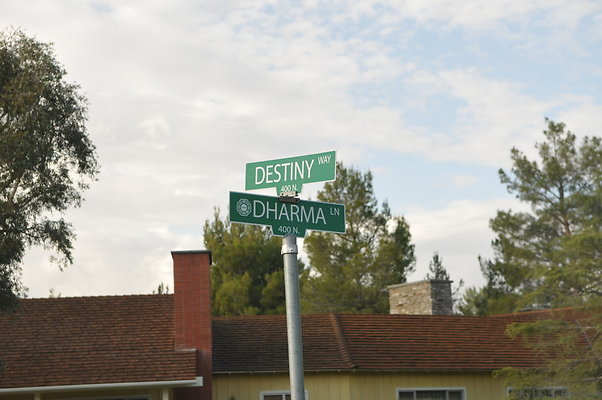 DESTINY WAY
400 N.
DHARMA LN
400 N.